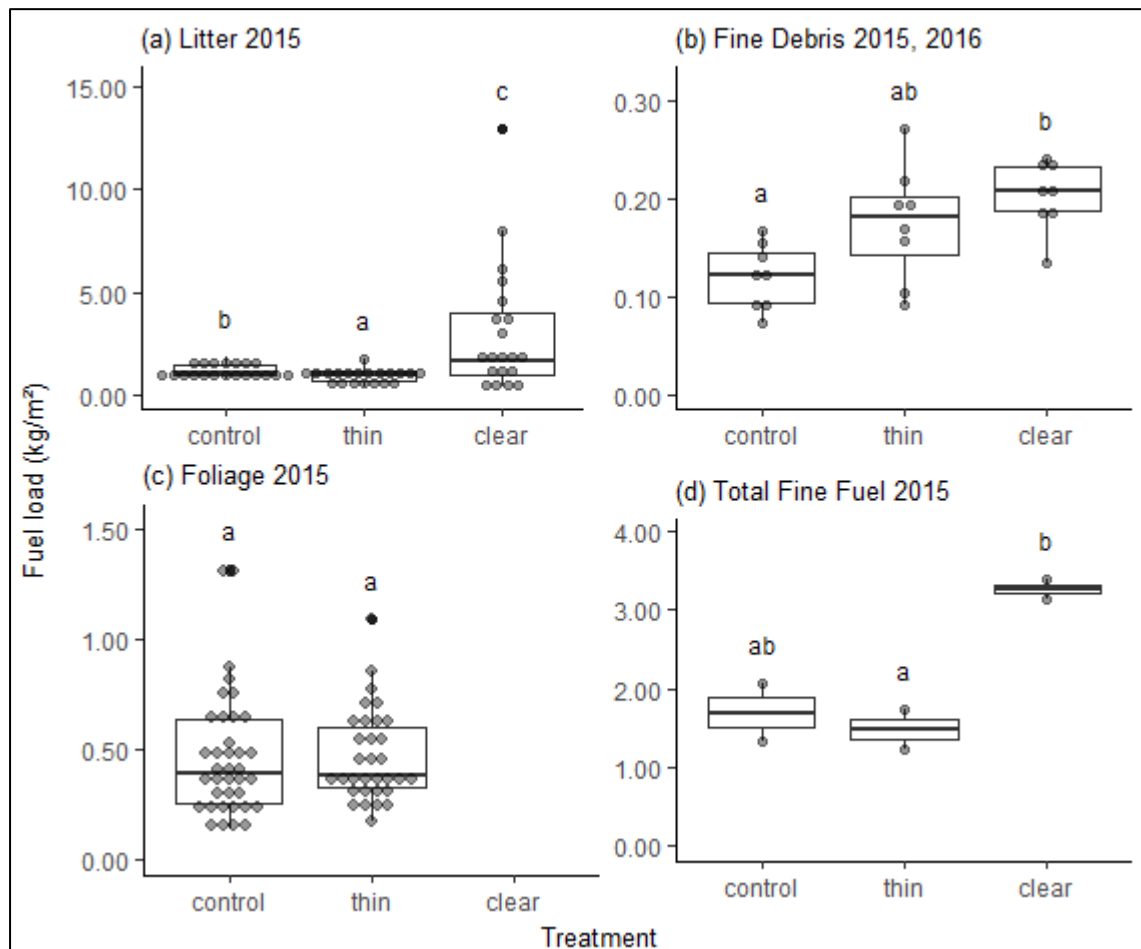 (a) Litter 2015
15.00
10.00
5.00
0.00
b
a
c
control thin clear
(b) Fine Debris 2015, 2016
0.30
0.20
0.10
0.00
a
ab
b
control thin clear
(c) Foliage 2015
1.50
1.00
0.50
0.00
a
a
control thin clear
(d) Total Fine Fuel 2015
4.00
3.00
2.00
1.00
0.00
ab
a
b
control thin clear
Fuel load (kg/m²)
Treatment